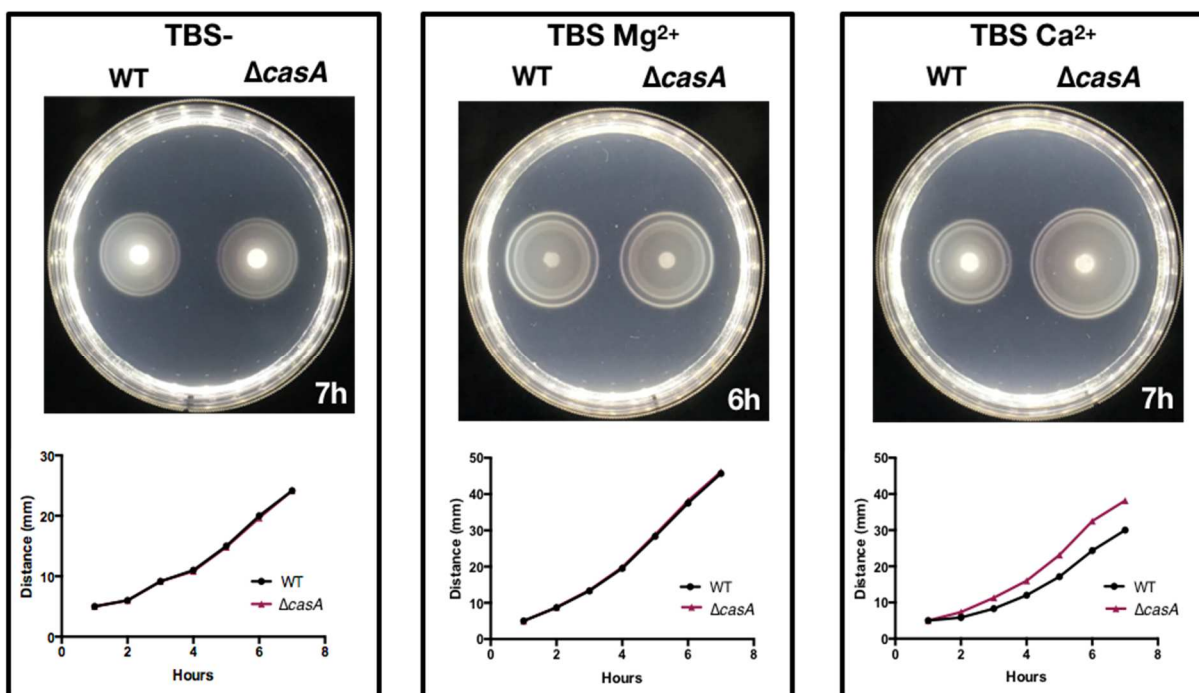 TBS-
WT ΔcasA
7h
30
20
10
0
0 2 4 6 8
Distance (mm)
Hours
WT
ΔcasA
TBS Mg²⁺
WT ΔcasA
6h
50
40
30
20
10
0
0 2 4 6 8
Distance (mm)
Hours
WT
ΔcasA
TBS Ca²⁺
WT ΔcasA
7h
50
40
30
20
10
0
0 2 4 6 8
Distance (mm)
Hours
WT
ΔcasA